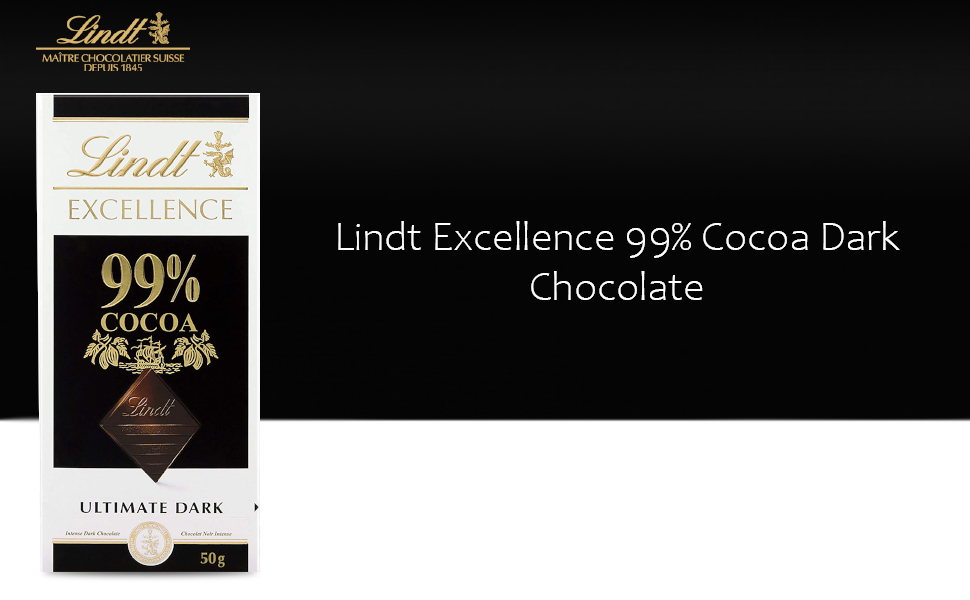 Lindt
MAÎTRE CHOCOLATIER SUISSE
DEPUIS 1845
Lindt
EXCELLENCE
99%
COCOA
Lindt
ULTIMATE DARK
Intense Dark Chocolate
Chocolat Noir Intense
50g
Lindt Excellence 99% Cocoa Dark
Chocolate